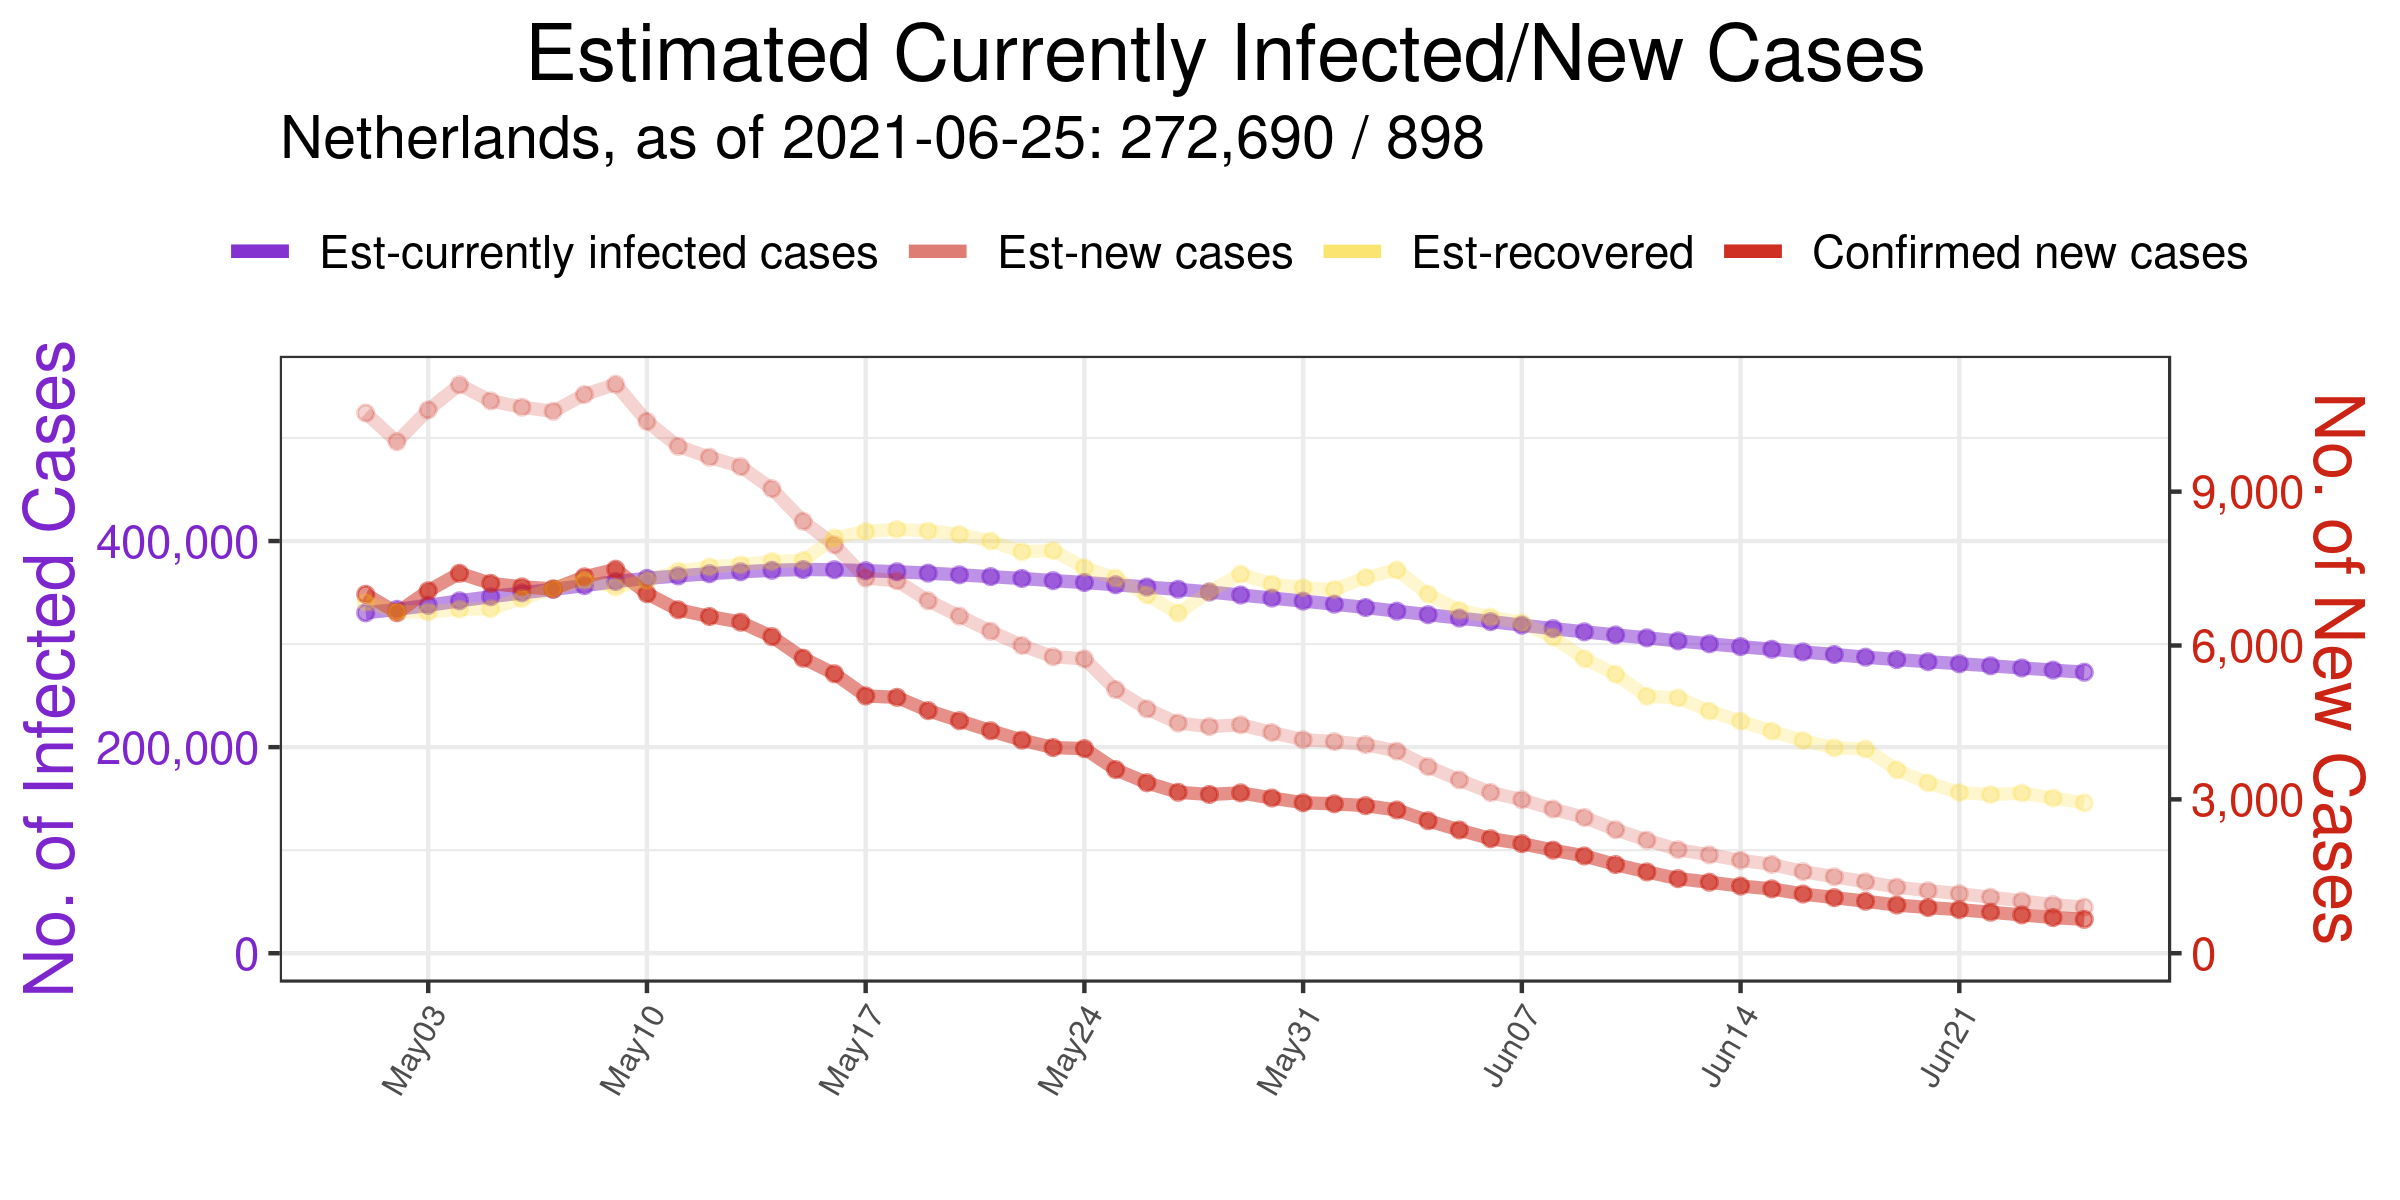 Estimated Currently Infected/New Cases
Netherlands, as of 2021-06-25: 272,690 / 898
Est-currently infected cases Est-new cases Est-recovered Confirmed new cases
No. of Infected Cases
400,000
200,000
0
9,000
6,000
3,000
0
No. of New Cases
May03 May10 May17 May24 May31 Jun07 Jun14 Jun21